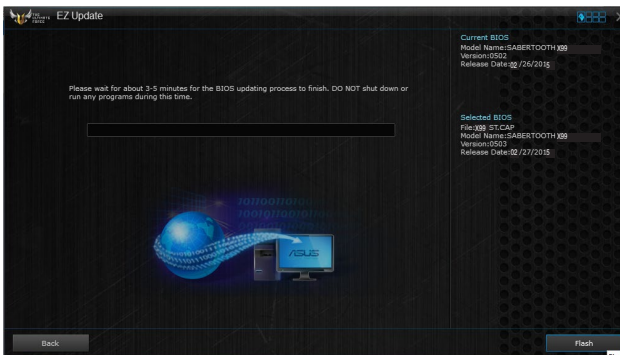 THE
ULTIMATE
FORCE
EZ Update
Current BIOS
Model Name:SABERTOOTH X99
Version:0502
Release Date:02 /26/2015
Please wait for about 3-5 minutes for the BIOS updating process to finish. DO NOT shut down or
run any programs during this time.
Selected BIOS
File:X99 ST.CAP
Model Name:SABERTOOTH X99
Version:0503
Release Date:02 /27/2015
ASUS
Back
Flash